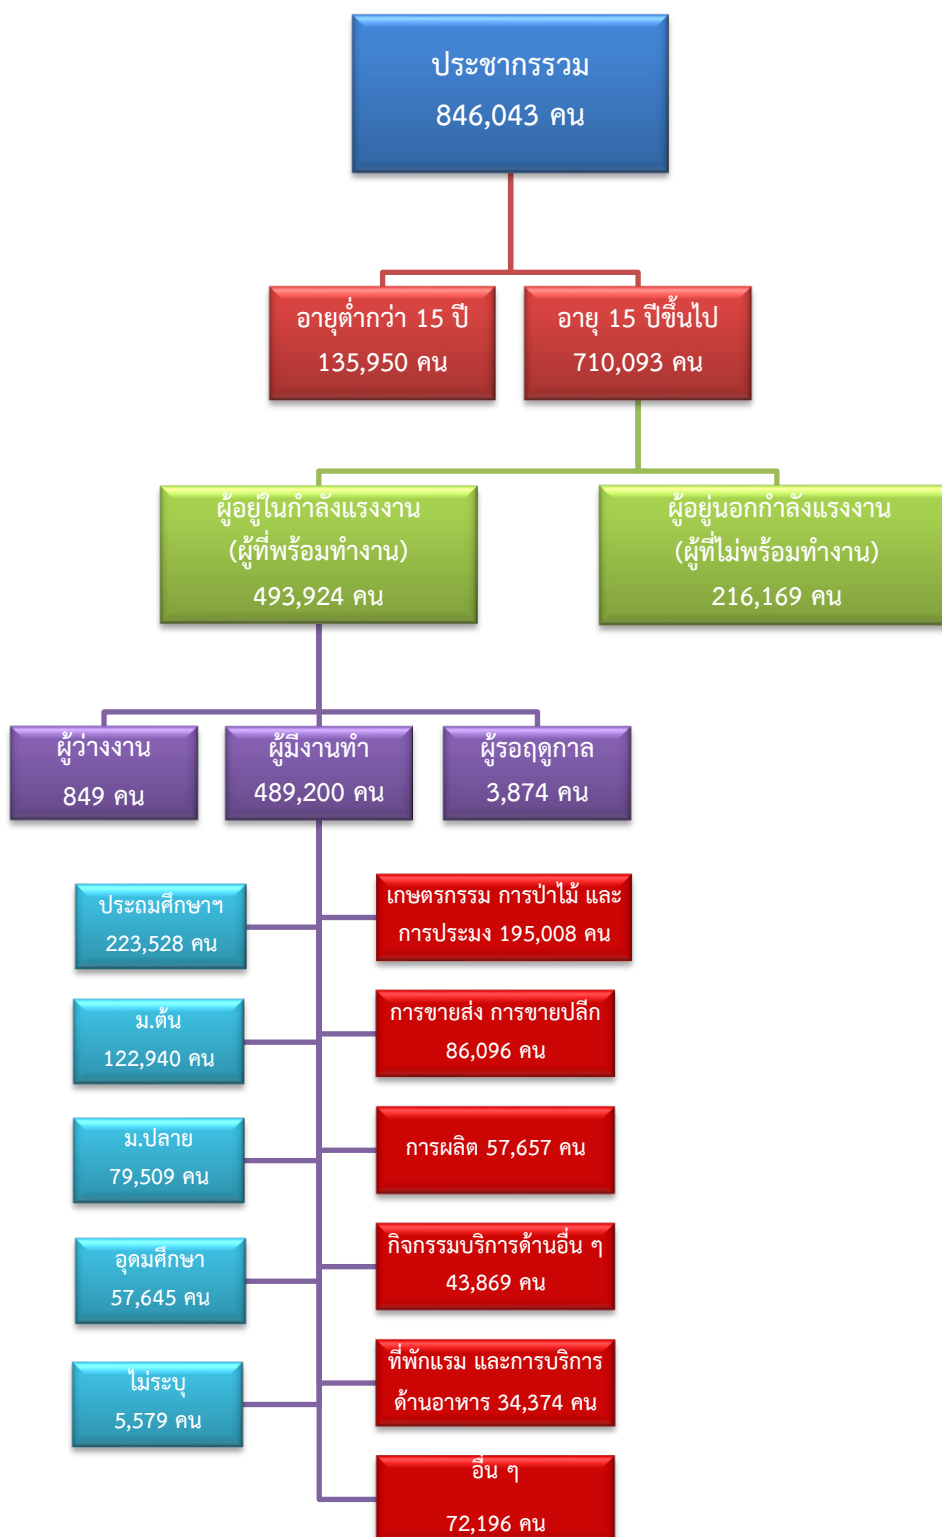 ประชากรรวม
846,043 คน
อายุต่ำกว่า 15 ปี
135,950 คน
อายุ 15 ปีขึ้นไป
710,093 คน
ผู้อยู่ในกำลังแรงงาน
(ผู้ที่พร้อมทำงาน)
493,924 คน
ผู้อยู่นอกกำลังแรงงาน
(ผู้ที่ไม่พร้อมทำงาน)
216,169 คน
ผู้ว่างงาน
849 คน
ผู้มีงานทำ
489,200 คน
ผู้รอฤดูกาล
3,874 คน
ประถมศึกษาฯ
223,528 คน
เกษตรกรรม การป่าไม้ และ
การประมง 195,008 คน
ม.ต้น
122,940 คน
การขายส่ง การขายปลีก
86,096 คน
ม.ปลาย
79,509 คน
การผลิต 57,657 คน
อุดมศึกษา
57,645 คน
กิจกรรมบริการด้านอื่น ๆ
43,869 คน
ไม่ระบุ
5,579 คน
ที่พักแรม และการบริการ
ด้านอาหาร 34,374 คน
อื่น ๆ
72,196 คน